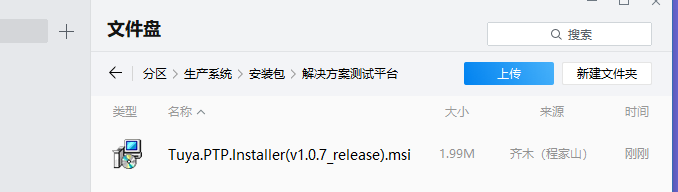 文件盘
搜索
分区 > 生产系统 > 安装包 > 解决方案测试平台
上传
新建文件夹
类型 名称 大小 来源 时间
Tuya.PTP.Installer(v1.0.7_release).msi 1.99M 齐木（程家山） 刚刚